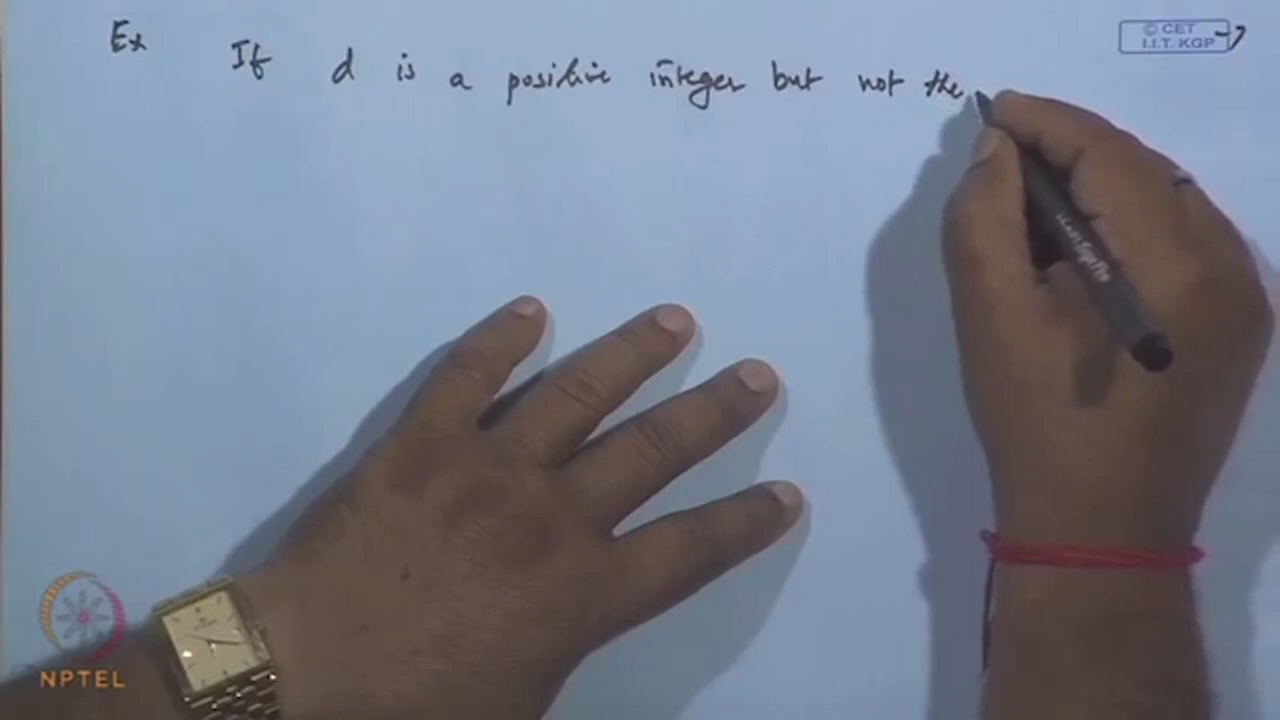 Ex If d is a positive integer but not the
© CET
I.I.T. KGP
NPTEL